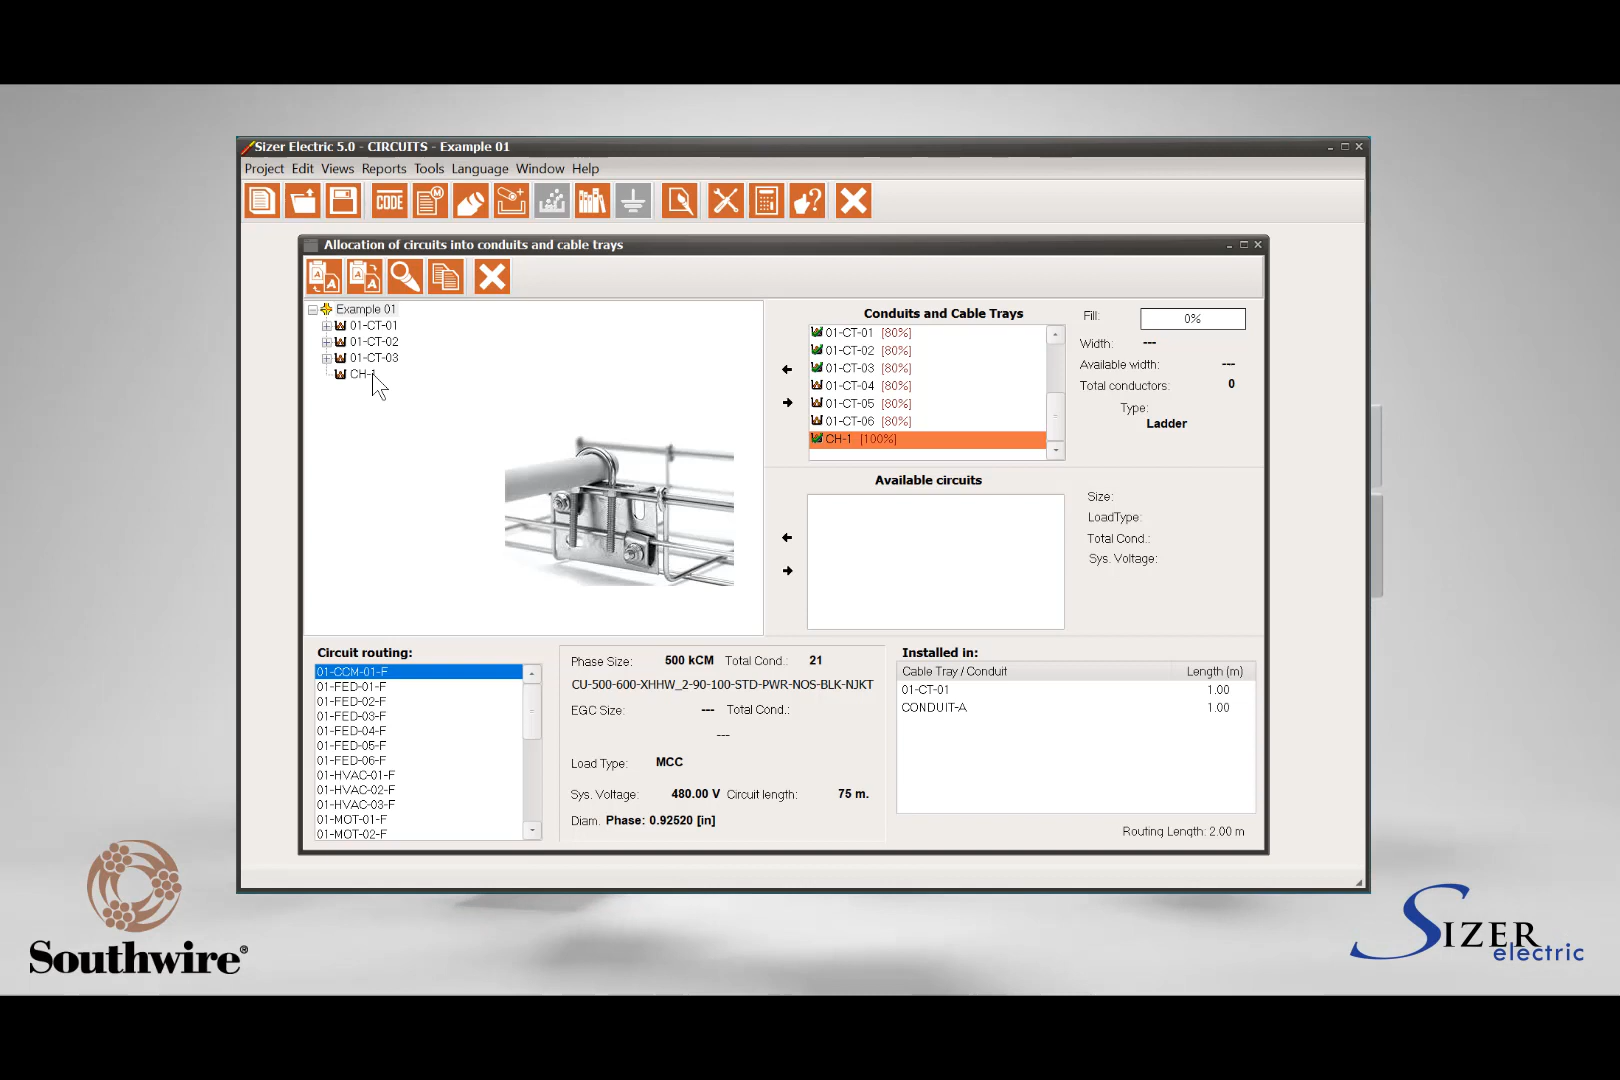 Sizer Electric 5.0 - CIRCUITS - Example 01
Project Edit Views Reports Tools Language Window Help
CODE M
Allocation of circuits into conduits and cable trays
A A
Example 01
01-CT-01
01-CT-02
01-CT-03
CH-1
Conduits and Cable Trays
01-CT-01 [80%]
01-CT-02 [80%]
01-CT-03 [80%]
01-CT-04 [80%]
01-CT-05 [80%]
01-CT-06 [80%]
CH-1 [100%]
Fill: 0%
Width: ---
Available width: ---
Total conductors: 0
Type:
Ladder
Available circuits
Size:
LoadType:
Total Cond.:
Sys. Voltage:
Circuit routing:
01-CCM-01-F
01-FED-01-F
01-FED-02-F
01-FED-03-F
01-FED-04-F
01-FED-05-F
01-FED-06-F
01-HVAC-01-F
01-HVAC-02-F
01-HVAC-03-F
01-MOT-01-F
01-MOT-02-F
Phase Size: 500 kCM Total Cond.: 21
CU-500-600-XHHW_2-90-100-STD-PWR-NOS-BLK-NJKT
EGC Size: --- Total Cond.:
---
Load Type: MCC
Sys. Voltage: 480.00 V Circuit length: 75 m.
Diam. Phase: 0.92520 [in]
Installed in:
Cable Tray / Conduit Length (m)
01-CT-01 1.00
CONDUIT-A 1.00
Routing Length: 2.00 m
Southwire®
SIZER
electric